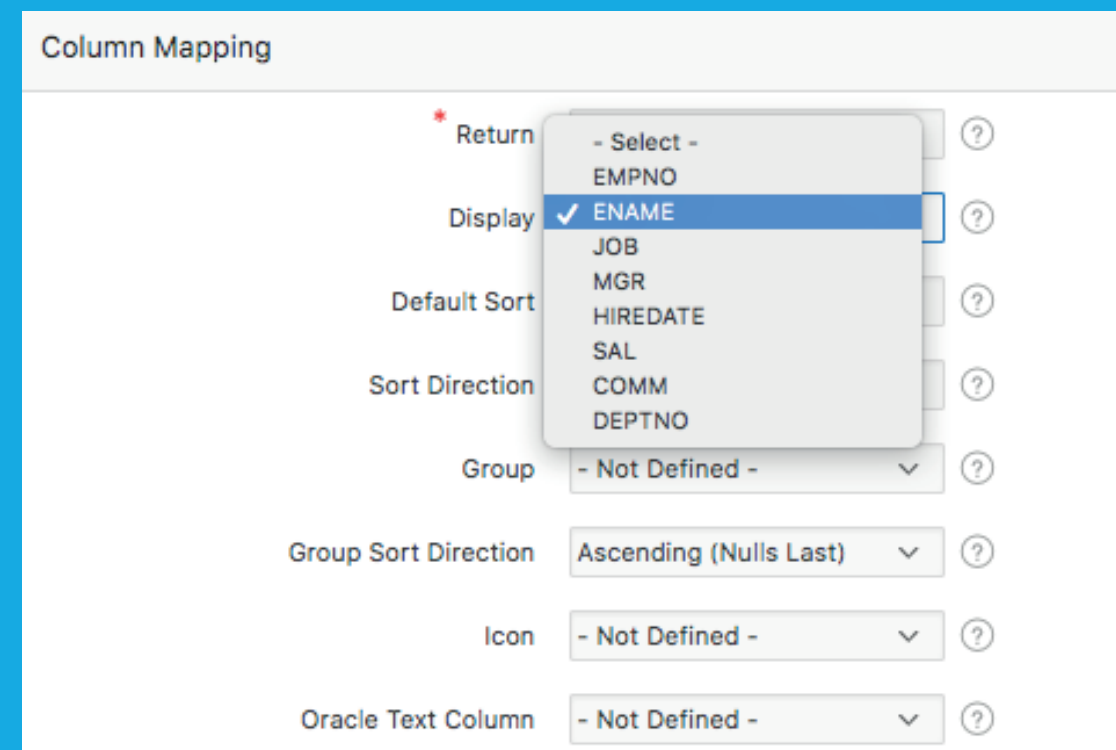 Column Mapping
* Return
- Select -
EMPNO
Display ✓ ENAME
JOB
MGR
Default Sort
HIREDATE
SAL
Sort Direction
COMM
DEPTNO
Group - Not Defined -
Group Sort Direction Ascending (Nulls Last)
Icon - Not Defined -
Oracle Text Column - Not Defined -